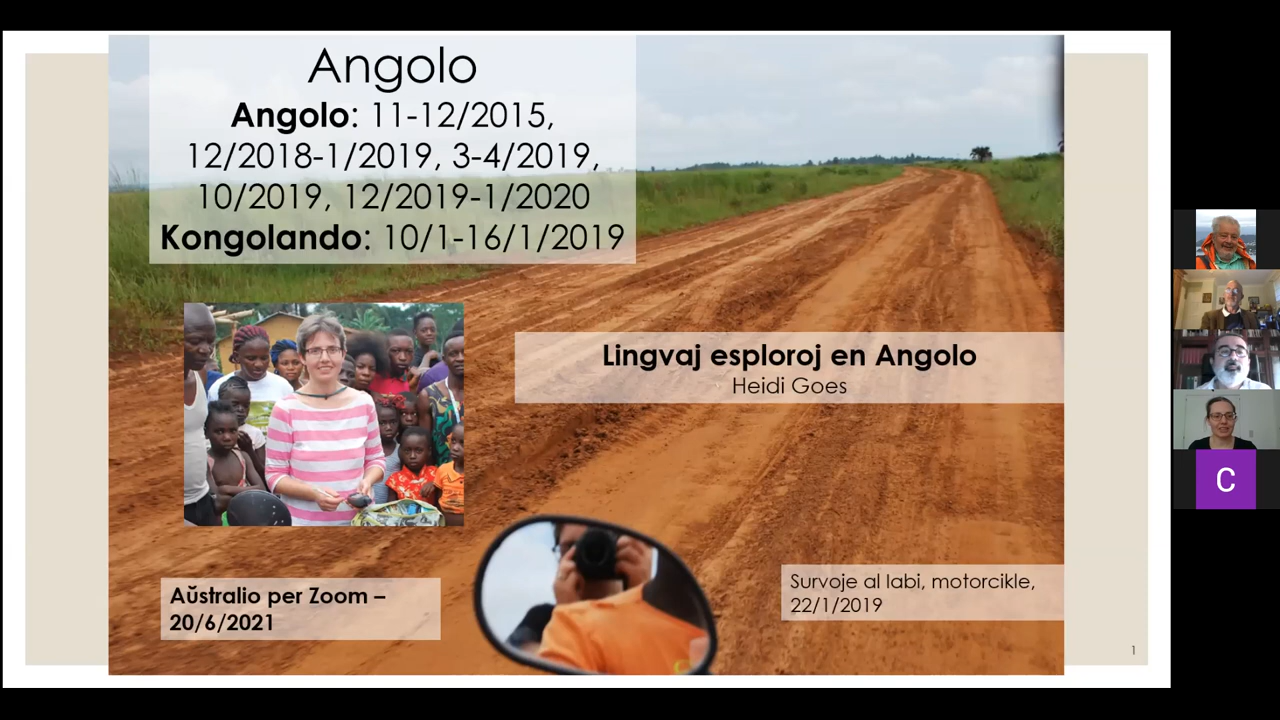 Angolo
Angolo: 11-12/2015,
12/2018-1/2019, 3-4/2019,
10/2019, 12/2019-1/2020
Kongolando: 10/1-16/1/2019
Lingvaj esploroj en Angolo
Heidi Goes
Aŭstralio per Zoom –
20/6/2021
Survoje al Iabi, motorcikle,
22/1/2019
1
C